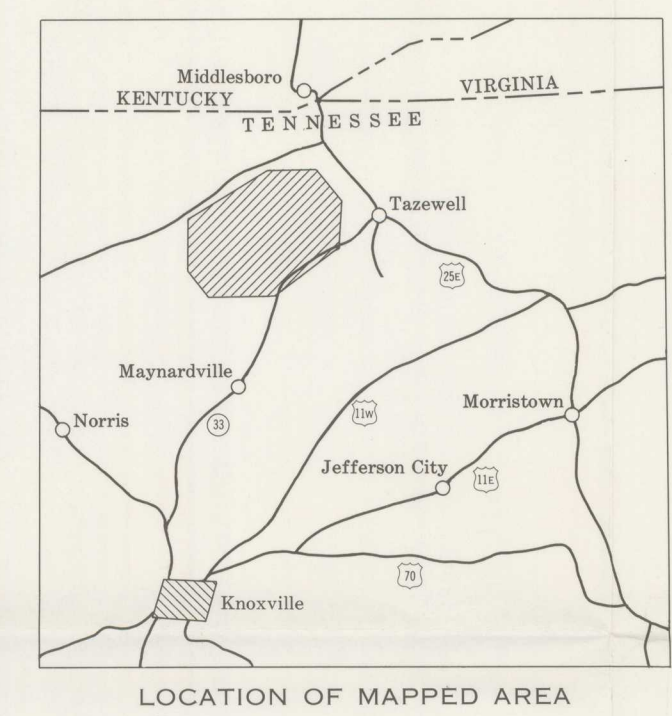 Middlesboro
KENTUCKY
VIRGINIA
TENNESSEE
Tazewell
25E
Maynardville
11W
Morristown
Norris
33
Jefferson City
11E
70
Knoxville
LOCATION OF MAPPED AREA